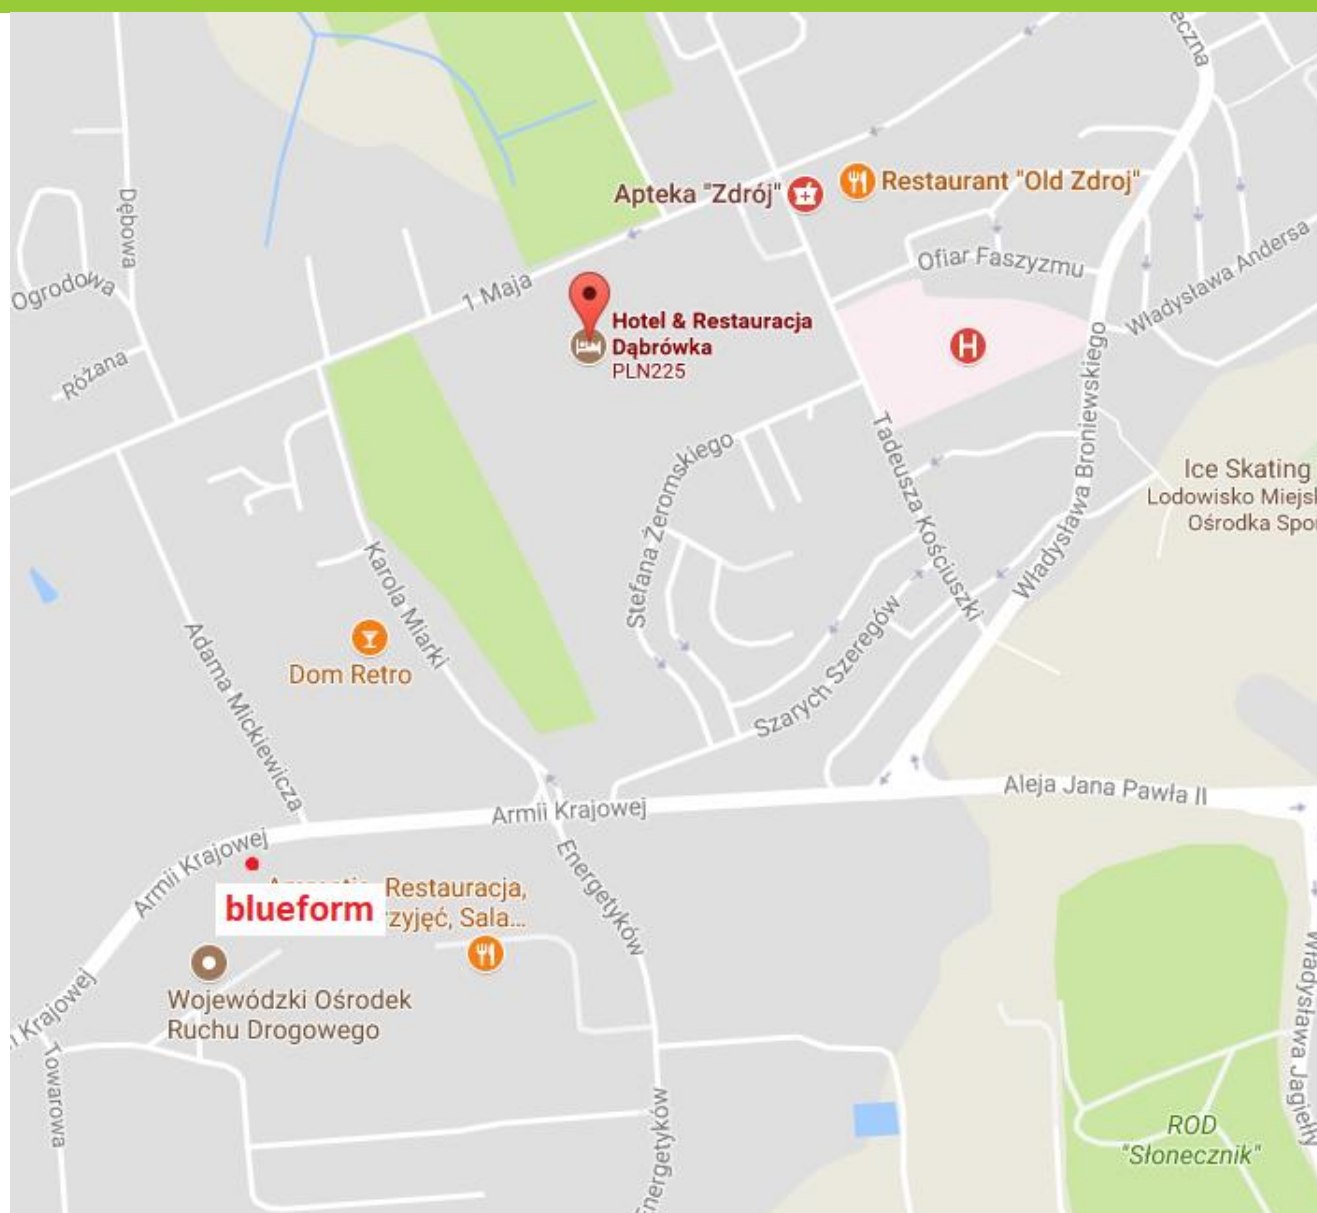 eczna
Apteka "Zdrój"
Restaurant "Old Zdroj"
Dębowa
Ofiar Faszyzmu
Władysława Andersa
Ogrodowa
1 Maja
Hotel & Restauracja
Dąbrówka
PLN225
Różana
Władysława Broniewskiego
Tadeusza Kościuszki
Stefana Żeromskiego
Ice Skating
Lodowisko Miejsk
Ośrodka Spor
Karola Miarki
Szarych Szeregów
Adama Mickiewicza
Dom Retro
Aleja Jana Pawła II
Armii Krajowej
Armii Krajowej
Energetyków
Restauracja,
blueform
zyjęć, Sala...
Władysława Jagiełły
Wojewódzki Ośrodek
Ruchu Drogowego
i Krajowej
Towarowa
Energetyków
ROD
"Słonecznik"